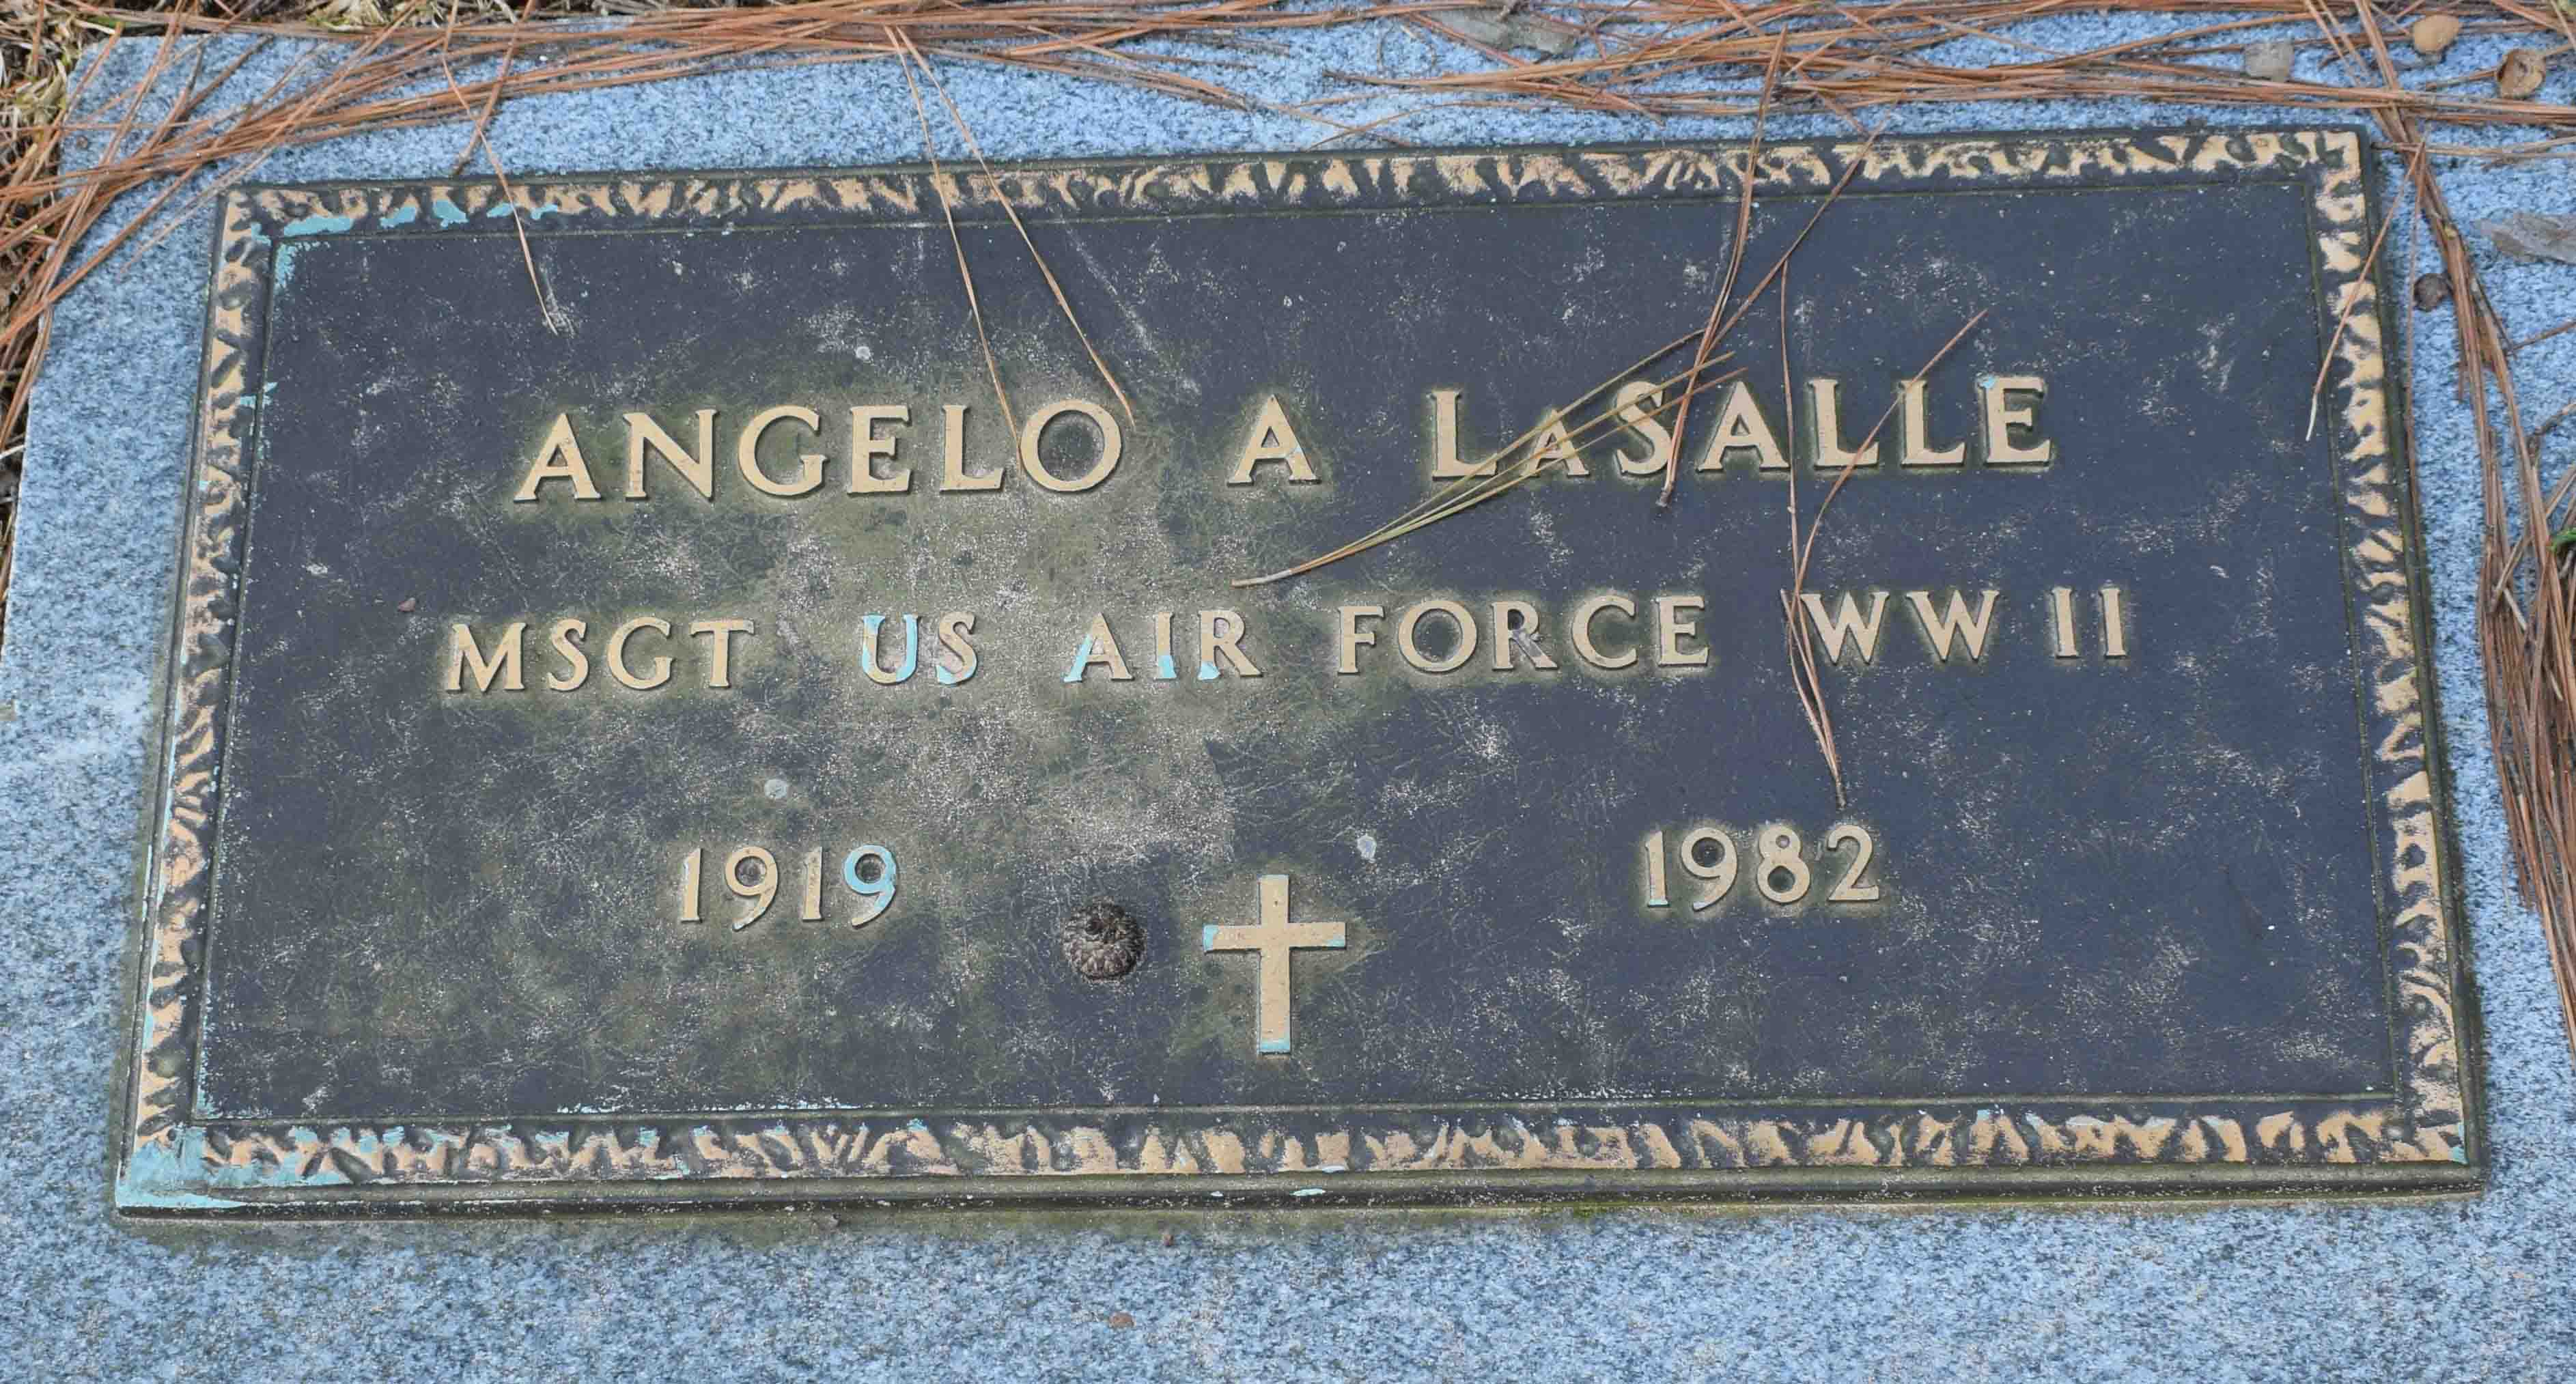 ANGELO A LaSALLE
MSGT US AIR FORCE WW II
1919 1982